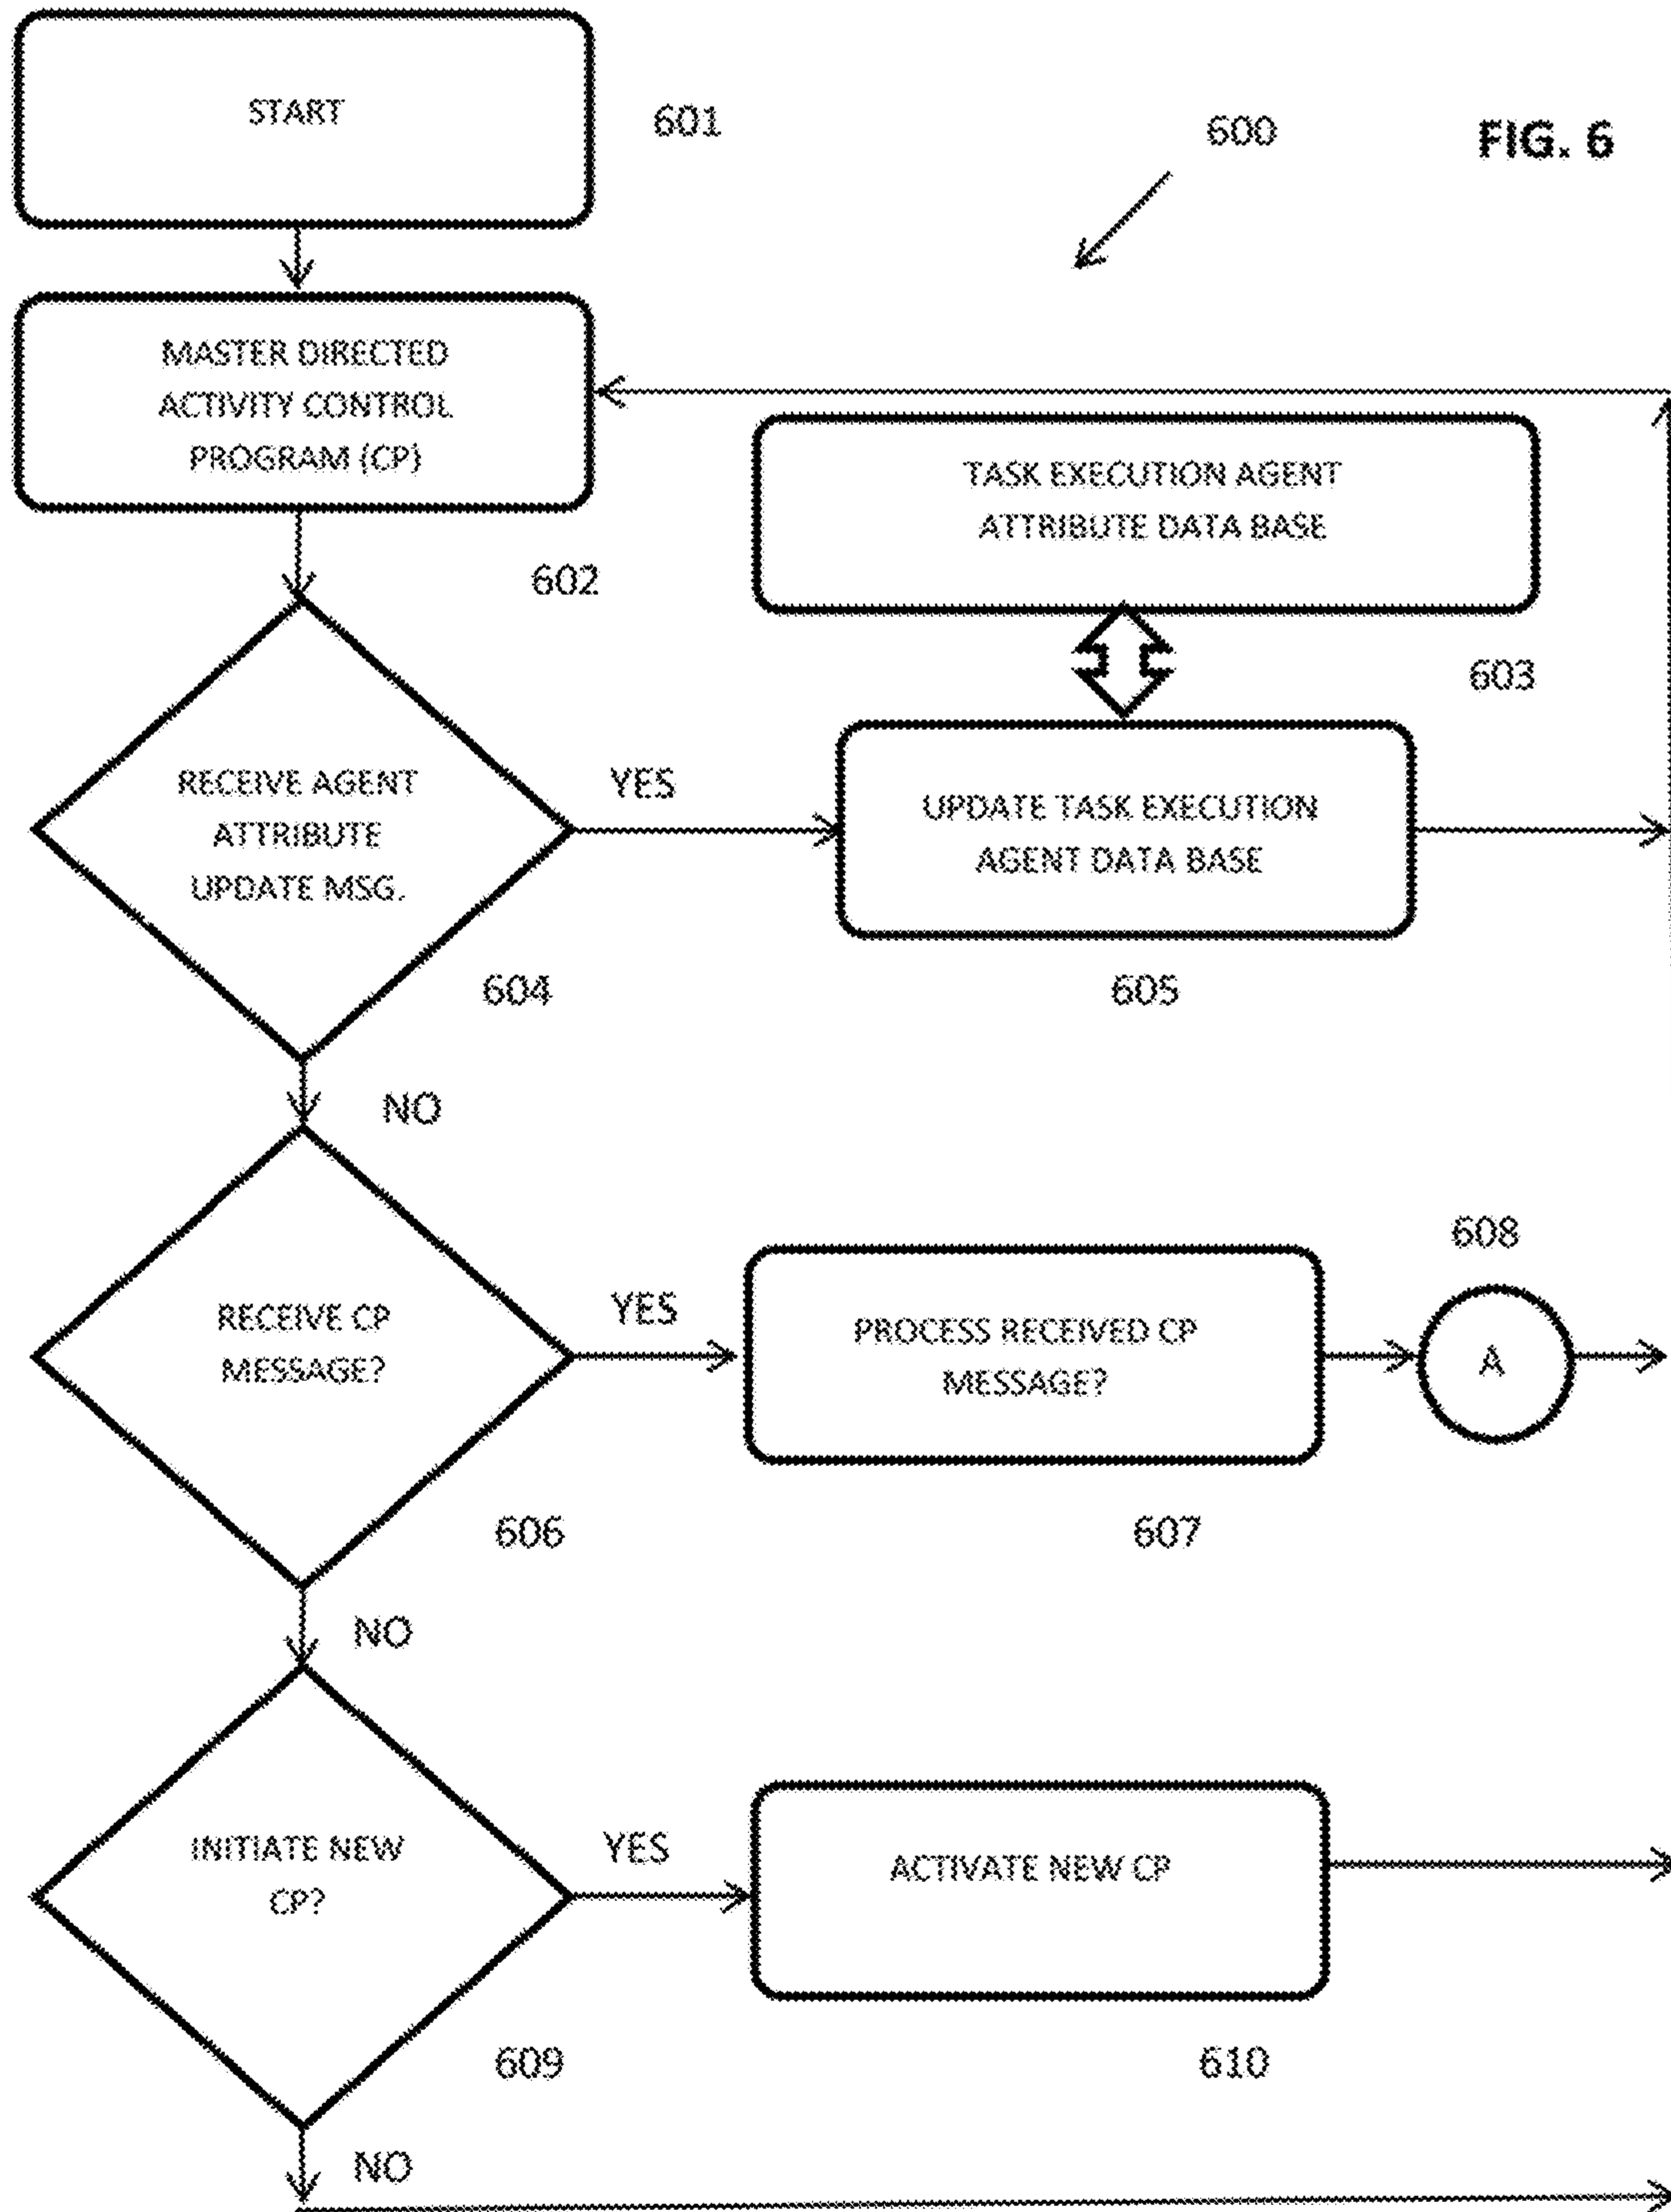 START
601
600
FIG. 6
MASTER DIRECTED
ACTIVITY CONTROL
PROGRAM (CP)
602
TASK EXECUTION AGENT
ATTRIBUTE DATA BASE
603
RECEIVE AGENT
ATTRIBUTE
UPDATE MSG.
604
YES
UPDATE TASK EXECUTION
AGENT DATA BASE
605
NO
RECEIVE CP
MESSAGE?
606
YES
PROCESS RECEIVED CP
MESSAGE?
607
608
A
NO
INITIATE NEW
CP?
609
YES
ACTIVATE NEW CP
610
NO